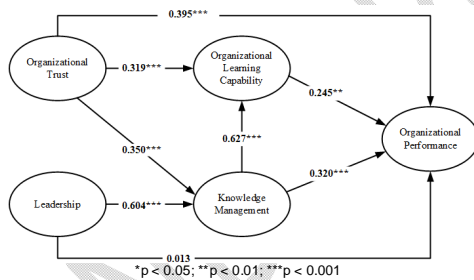 0.395***
Organizational
Trust
0.319***
Organizational
Learning
Capability
0.245**
Organizational
Performance
0.350***
0.627***
0.320***
Leadership
0.604***
Knowledge
Management
0.013
*p < 0.05; **p < 0.01; ***p < 0.001